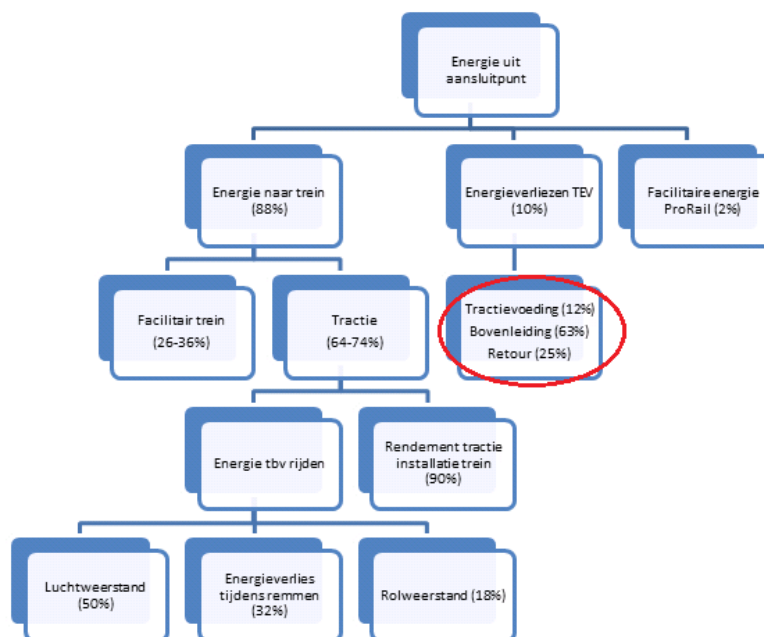 Energie uit
aansluitpunt
Energie naar trein
(88%)
Energieverliezen TEV
(10%)
Facilitaire energie
ProRail (2%)
Facilitair trein
(26-36%)
Tractie
(64-74%)
Tractievoeding (12%)
Bovenleiding (63%)
Retour (25%)
Energie tbv rijden
Rendement tractie
installatie trein
(90%)
Luchtweerstand
(50%)
Energieverlies
tijdens remmen
(32%)
Rolweerstand (18%)